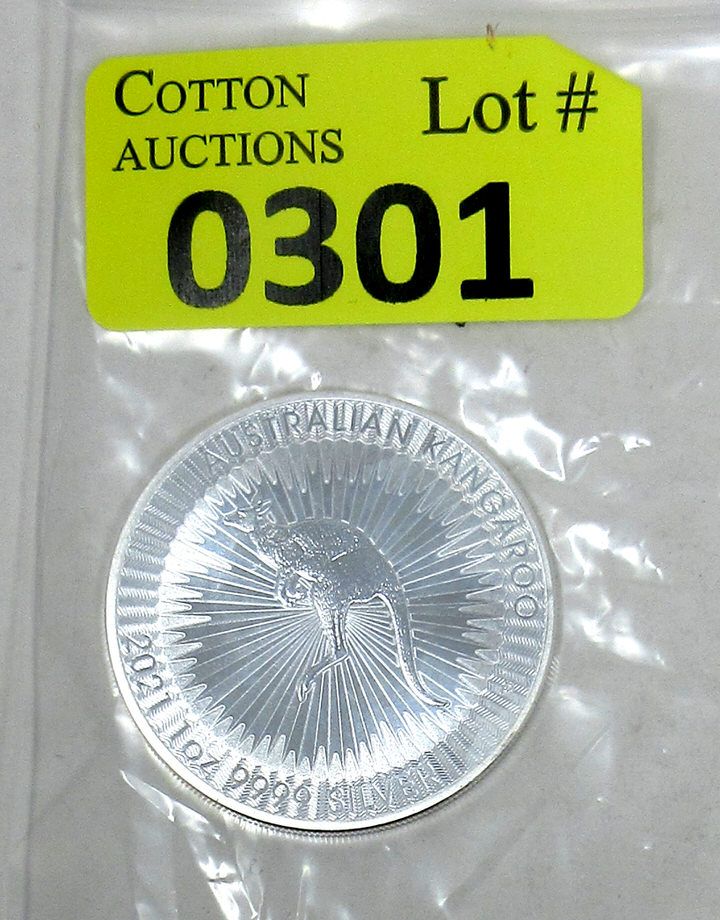 COTTON
AUCTIONS
Lot #
0301
AUSTRALIAN KANGAROO
2021 1oz 9999 SILVER